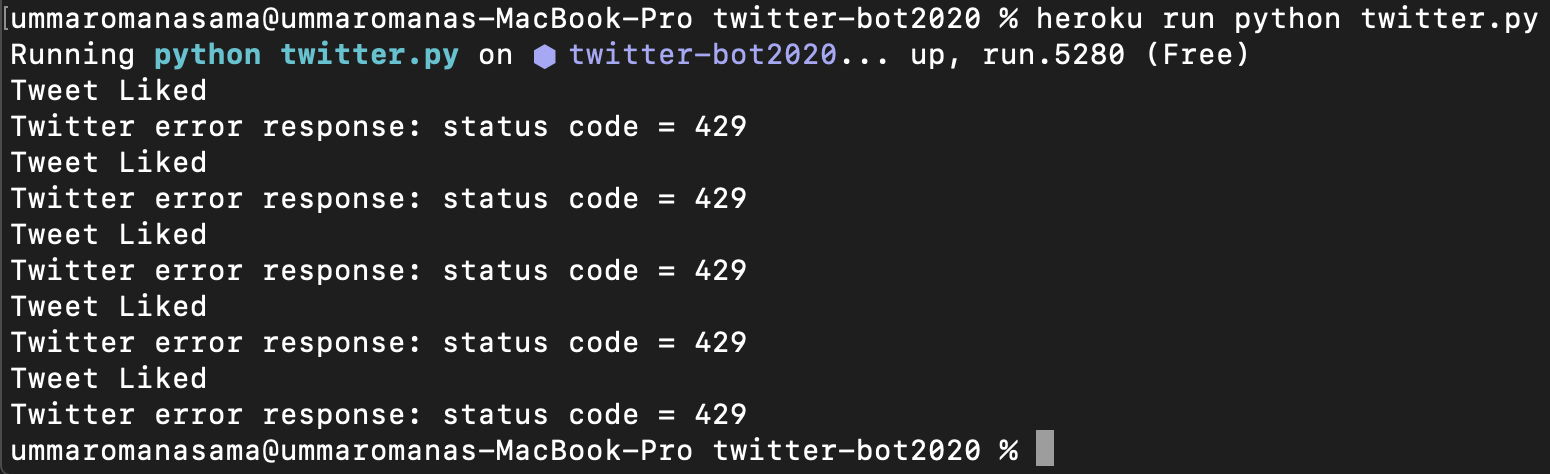 [ummaromanasama@ummaromanas-MacBook-Pro twitter-bot2020 % heroku run python twitter.py
Running python twitter.py on ⬢ twitter-bot2020... up, run.5280 (Free)
Tweet Liked
Twitter error response: status code = 429
Tweet Liked
Twitter error response: status code = 429
Tweet Liked
Twitter error response: status code = 429
Tweet Liked
Twitter error response: status code = 429
Tweet Liked
Twitter error response: status code = 429
ummaromanasama@ummaromanas-MacBook-Pro twitter-bot2020 %